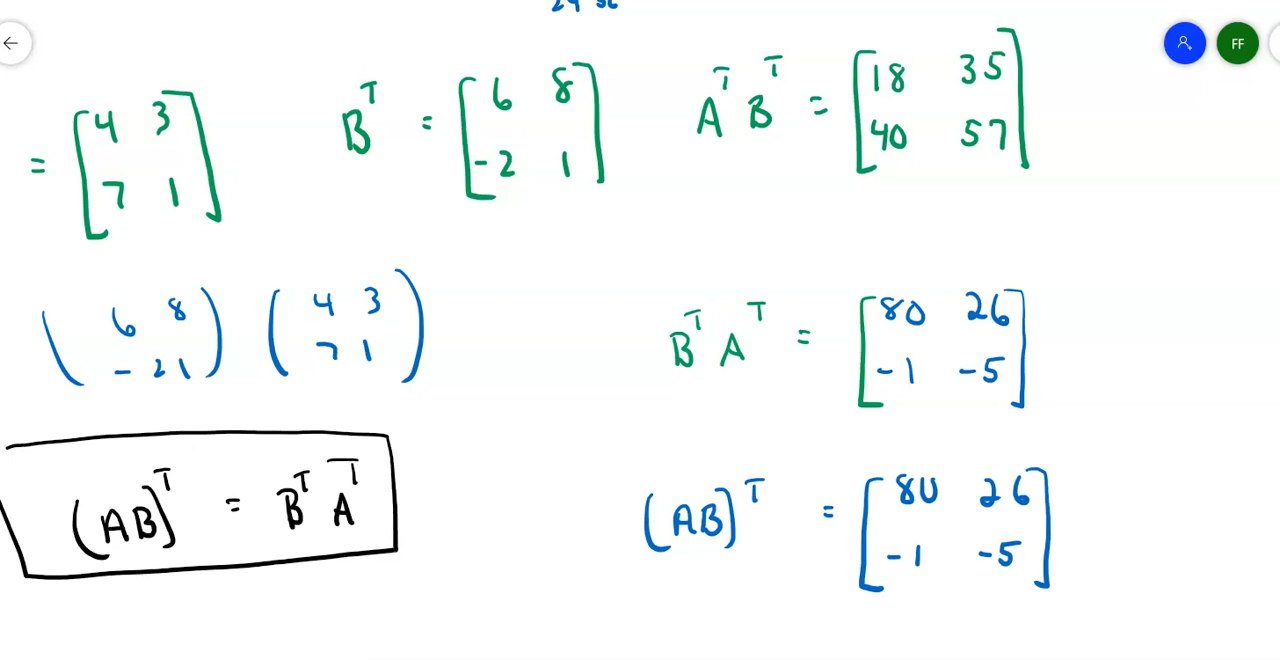 = [4 3
7 1] B^T = [6 8
-2 1] A^T B^T = [18 35
40 57]
FF
(6 8
-2 1) (4 3
7 1) B^T A^T = [80 26
-1 -5]
(AB)^T = B^T A^T
(AB)^T = [80 26
-1 -5]